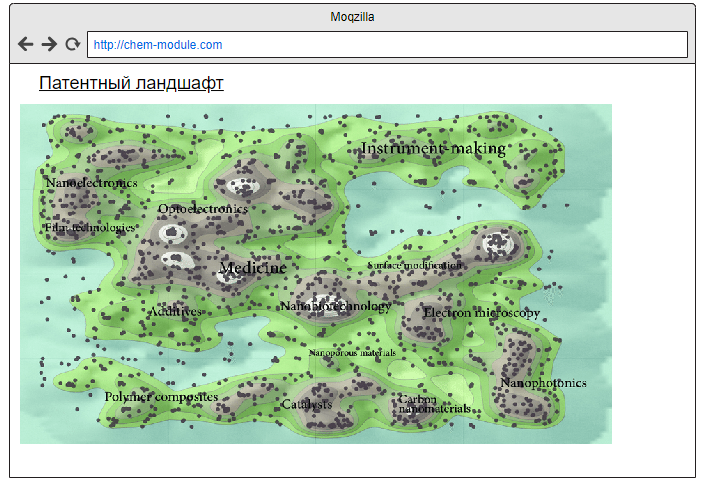 Moqzilla
http://chem-module.com
Патентный ландшафт
Instrument-making
Nanoelectronics
Optoelectronics
Film technologies
Medicine
Surface modification
Nanobiotechnology
Additives
Electron microscopy
Nanoporous materials
Nanophotonics
Polymer composites
Catalysts
Carbon
nanomaterials